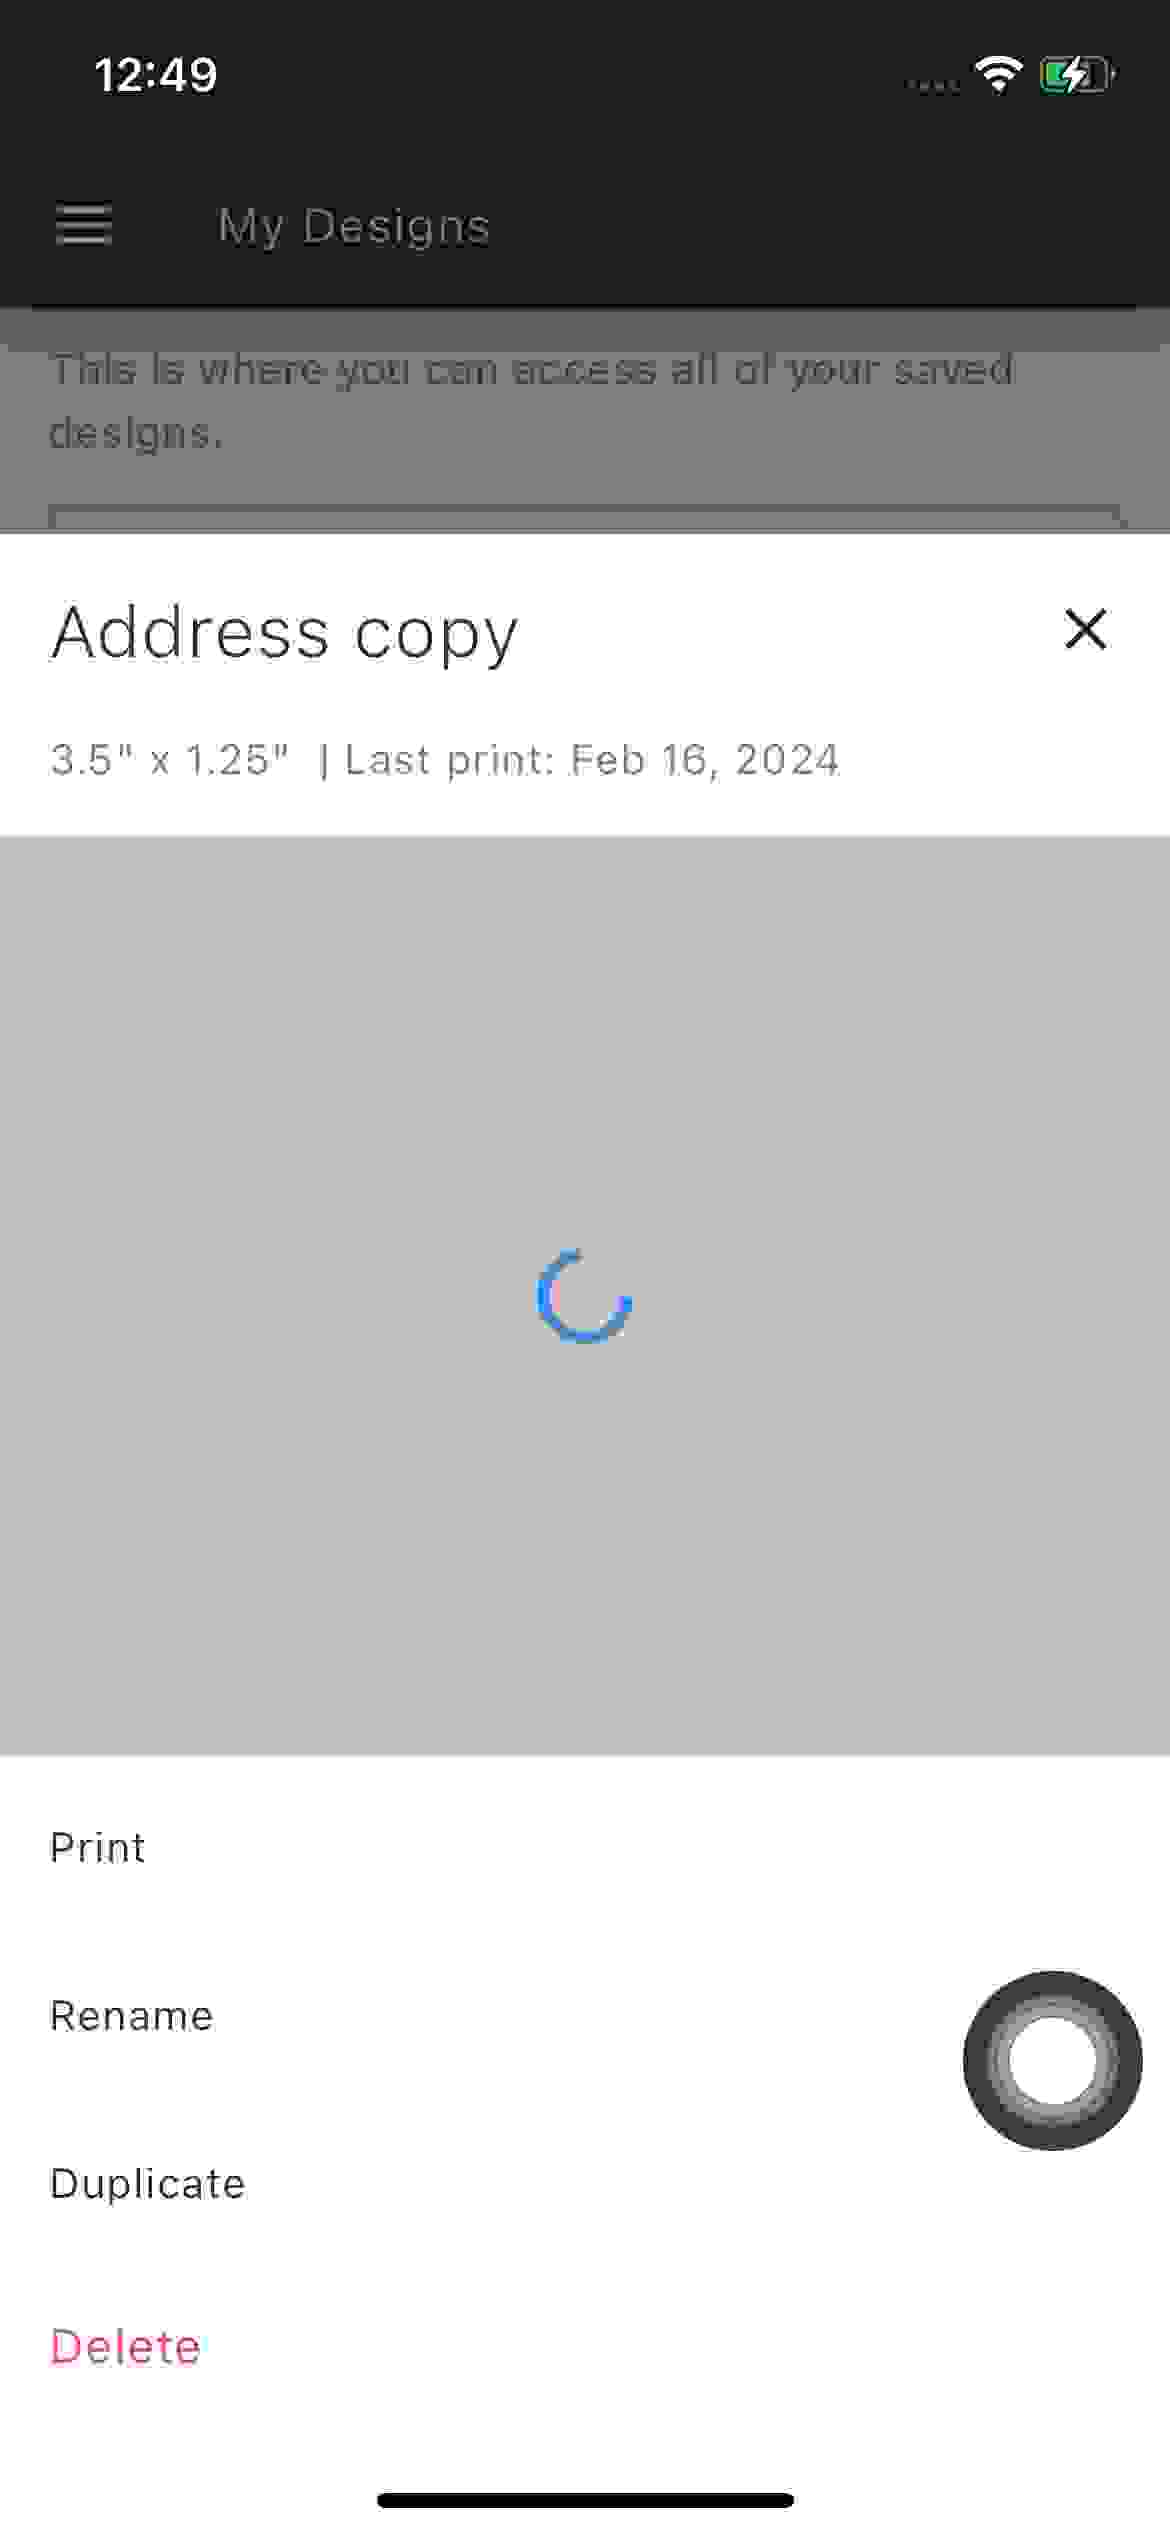 12:49
My Designs
This is where you can access all of your saved
designs.
Address copy
3.5" x 1.25" | Last print: Feb 16, 2024
Print
Rename
Duplicate
Delete